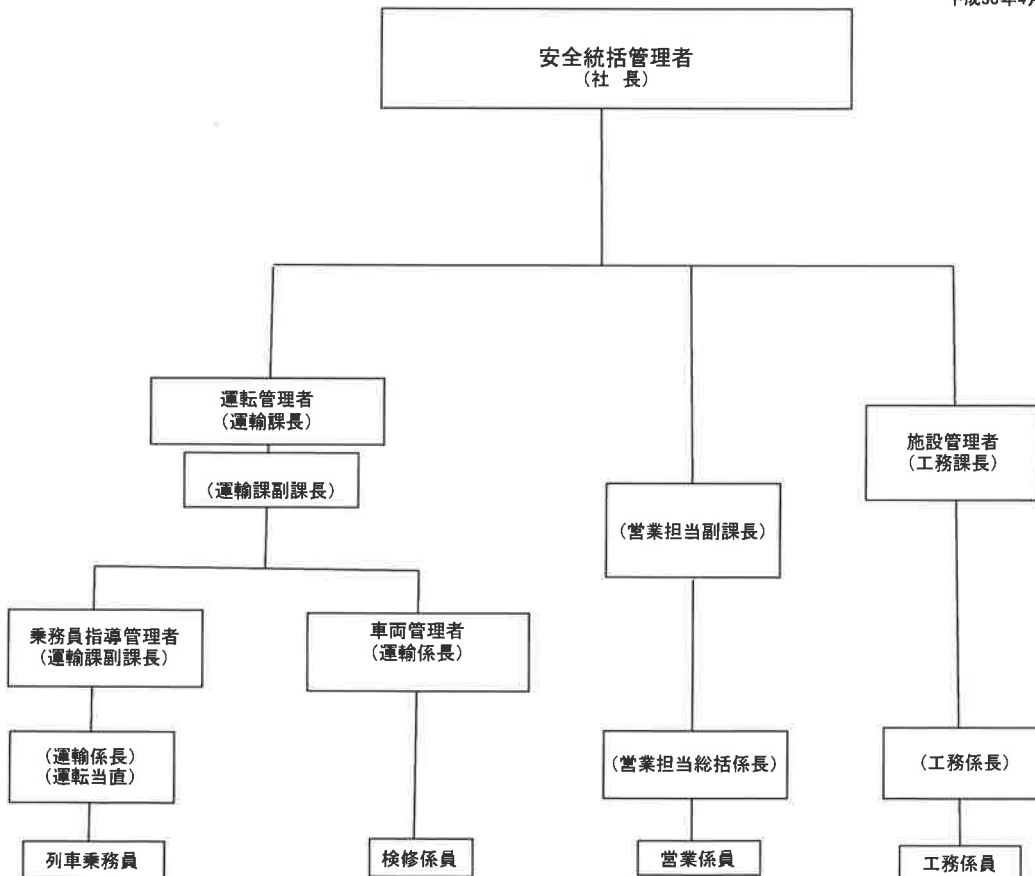 安全統括管理者
(社 長)
運転管理者
(運輸課長)
(運輸課副課長)
施設管理者
(工務課長)
(営業担当副課長)
乗務員指導管理者
(運輸課副課長)
車両管理者
(運輸係長)
(運輸係長)
(運転当直)
(営業担当総括係長)
(工務係長)
列車乗務員
検修係員
営業係員
工務係員